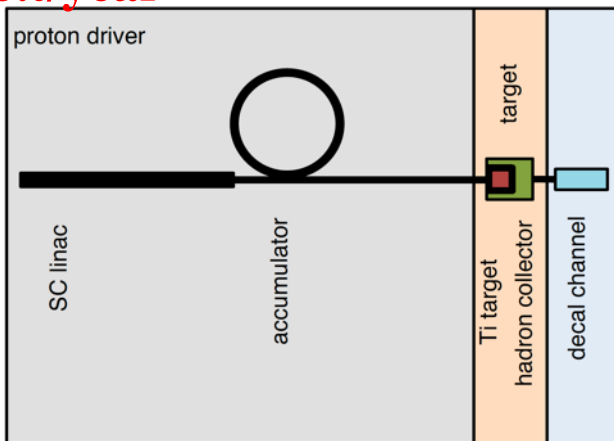 proton driver
target
SC linac
accumulator
Ti target
hadron collector
decal channel